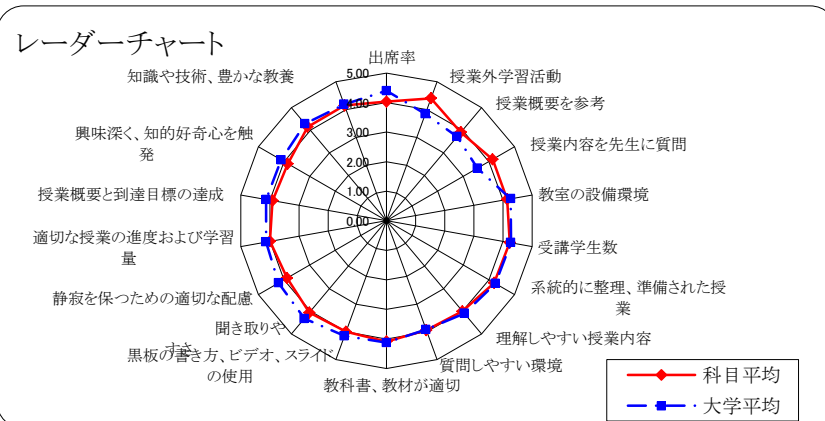 レーダーチャート
出席率
授業外学習活動
授業概要を参考
授業内容を先生に質問
教室の設備環境
受講学生数
系統的に整理、準備された授
業
理解しやすい授業内容
質問しやすい環境
教科書、教材が適切
黒板の書き方、ビデオ、スライド
の使用
聞き取りや
すさ
静寂を保つための適切な配慮
適切な授業の進度および学習
量
授業概要と到達目標の達成
興味深く、知的好奇心を触
発
知識や技術、豊かな教養
5.00
4.00
3.00
2.00
1.00
0.00
科目平均
大学平均